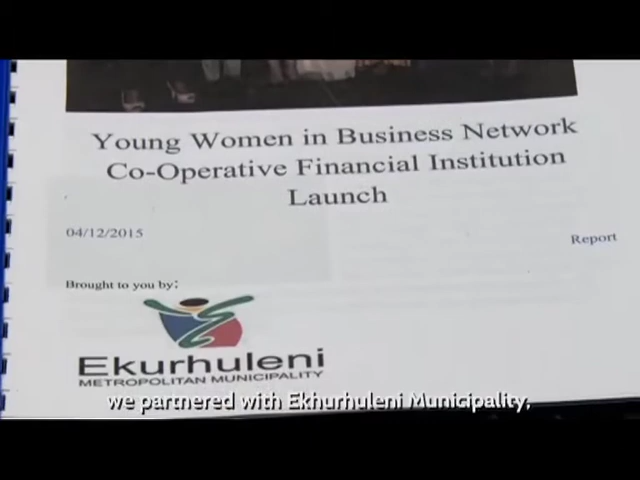 Young Women in Business Network
Co-Operative Financial Institution
Launch
04/12/2015
Report
Brought to you by:
Ekurhuleni
METROPOLITAN MUNICIPALITY
we partnered with Ekhurhuleni Municipality,